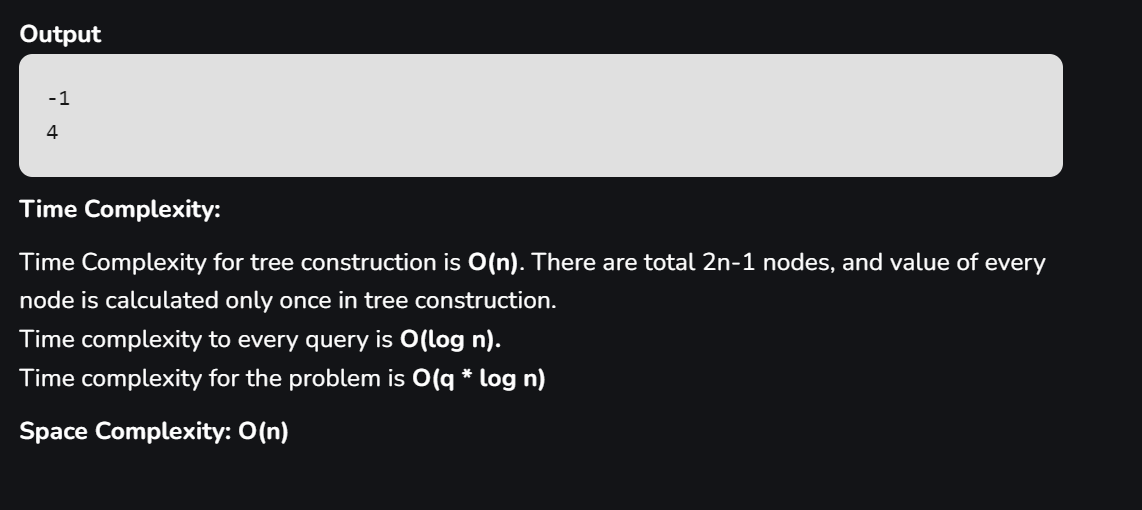 Output
-1
4
Time Complexity:
Time Complexity for tree construction is O(n). There are total 2n-1 nodes, and value of every
node is calculated only once in tree construction.
Time complexity to every query is O(log n).
Time complexity for the problem is O(q * log n)
Space Complexity: O(n)